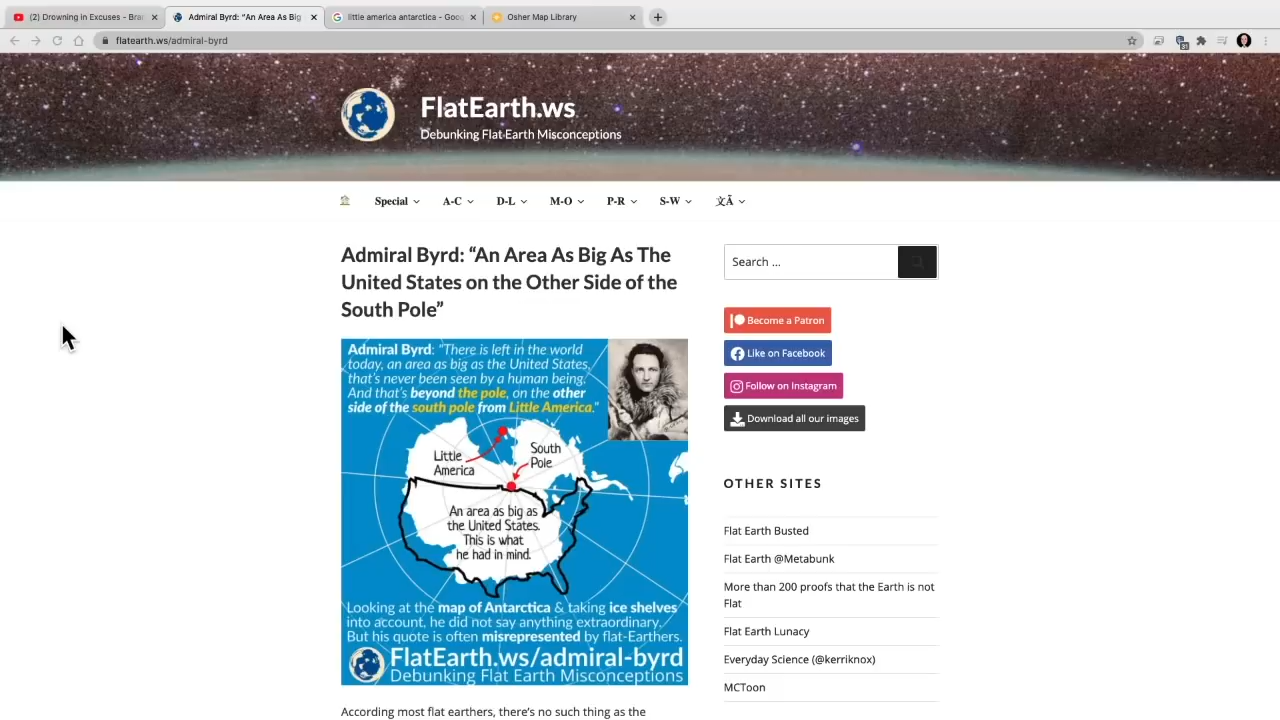 (2) Drowning in Excuses - Bra
Admiral Byrd: “An Area As Big
little america antarctica - Goog
Osher Map Library
flatearth.ws/admiral-byrd
31
FlatEarth.ws
Debunking Flat Earth Misconceptions
Special
A-C
D-L
M-O
P-R
S-W
文Ā
Admiral Byrd: “An Area As Big As The
United States on the Other Side of the
South Pole”
Admiral Byrd: “There is left in the world
today, an area as big as the United States,
that’s never been seen by a human being.
And that’s beyond the pole, on the other
side of the south pole from Little America.”
Little
America
South
Pole
An area as big as
the United States.
This is what
he had in mind.
Looking at the map of Antarctica & taking ice shelves
into account, he did not say anything extraordinary.
But his quote is often misrepresented by flat-Earthers.
FlatEarth.ws/admiral-byrd
Debunking Flat Earth Misconceptions
According most flat earthers, there’s no such thing as the
Search ...
Become a Patron
Like on Facebook
Follow on Instagram
Download all our images
OTHER SITES
Flat Earth Busted
Flat Earth @Metabunk
More than 200 proofs that the Earth is not
Flat
Flat Earth Lunacy
Everyday Science (@kerriknox)
MCToon